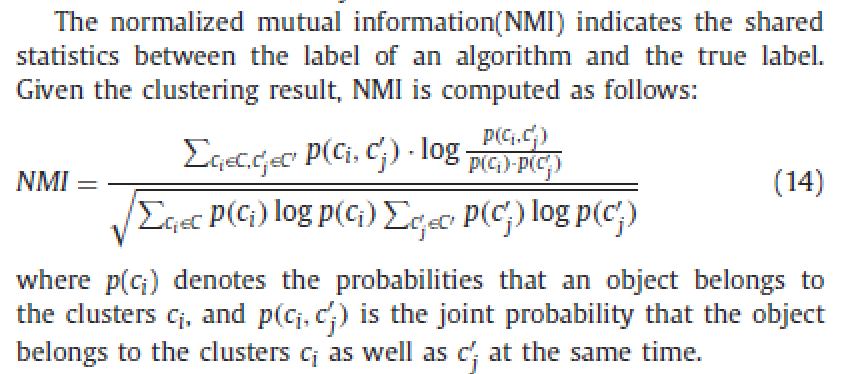 The normalized mutual information(NMI) indicates the shared
statistics between the label of an algorithm and the true label.
Given the clustering result, NMI is computed as follows:
NMI = \frac{\sum_{c_i \in C, c'_j \in C'} p(c_i, c'_j) \cdot \log \frac{p(c_i, c'_j)}{p(c_i) \cdot p(c'_j)}}{\sqrt{\sum_{c_i \in C} p(c_i) \log p(c_i) \sum_{c'_j \in C'} p(c'_j) \log p(c'_j)}} (14)
where p(c_i) denotes the probabilities that an object belongs to
the clusters c_i, and p(c_i, c'_j) is the joint probability that the object
belongs to the clusters c_i as well as c'_j at the same time.